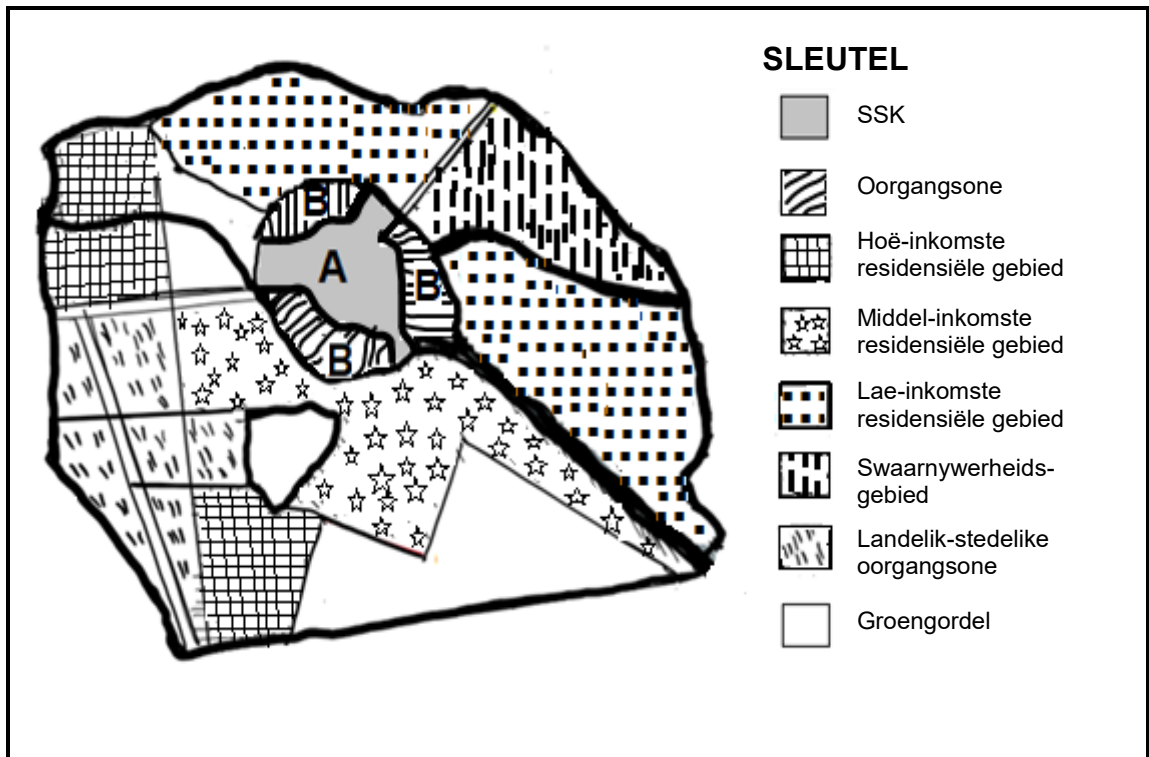 SLEUTEL
SSK
Oorgangsone
Hoë-inkomste
residensiële gebied
Middel-inkomste
residensiële gebied
Lae-inkomste
residensiële gebied
Swaarnywerheids-
gebied
Landelik-stedelike
oorgangsone
Groengordel
B
A
B
B